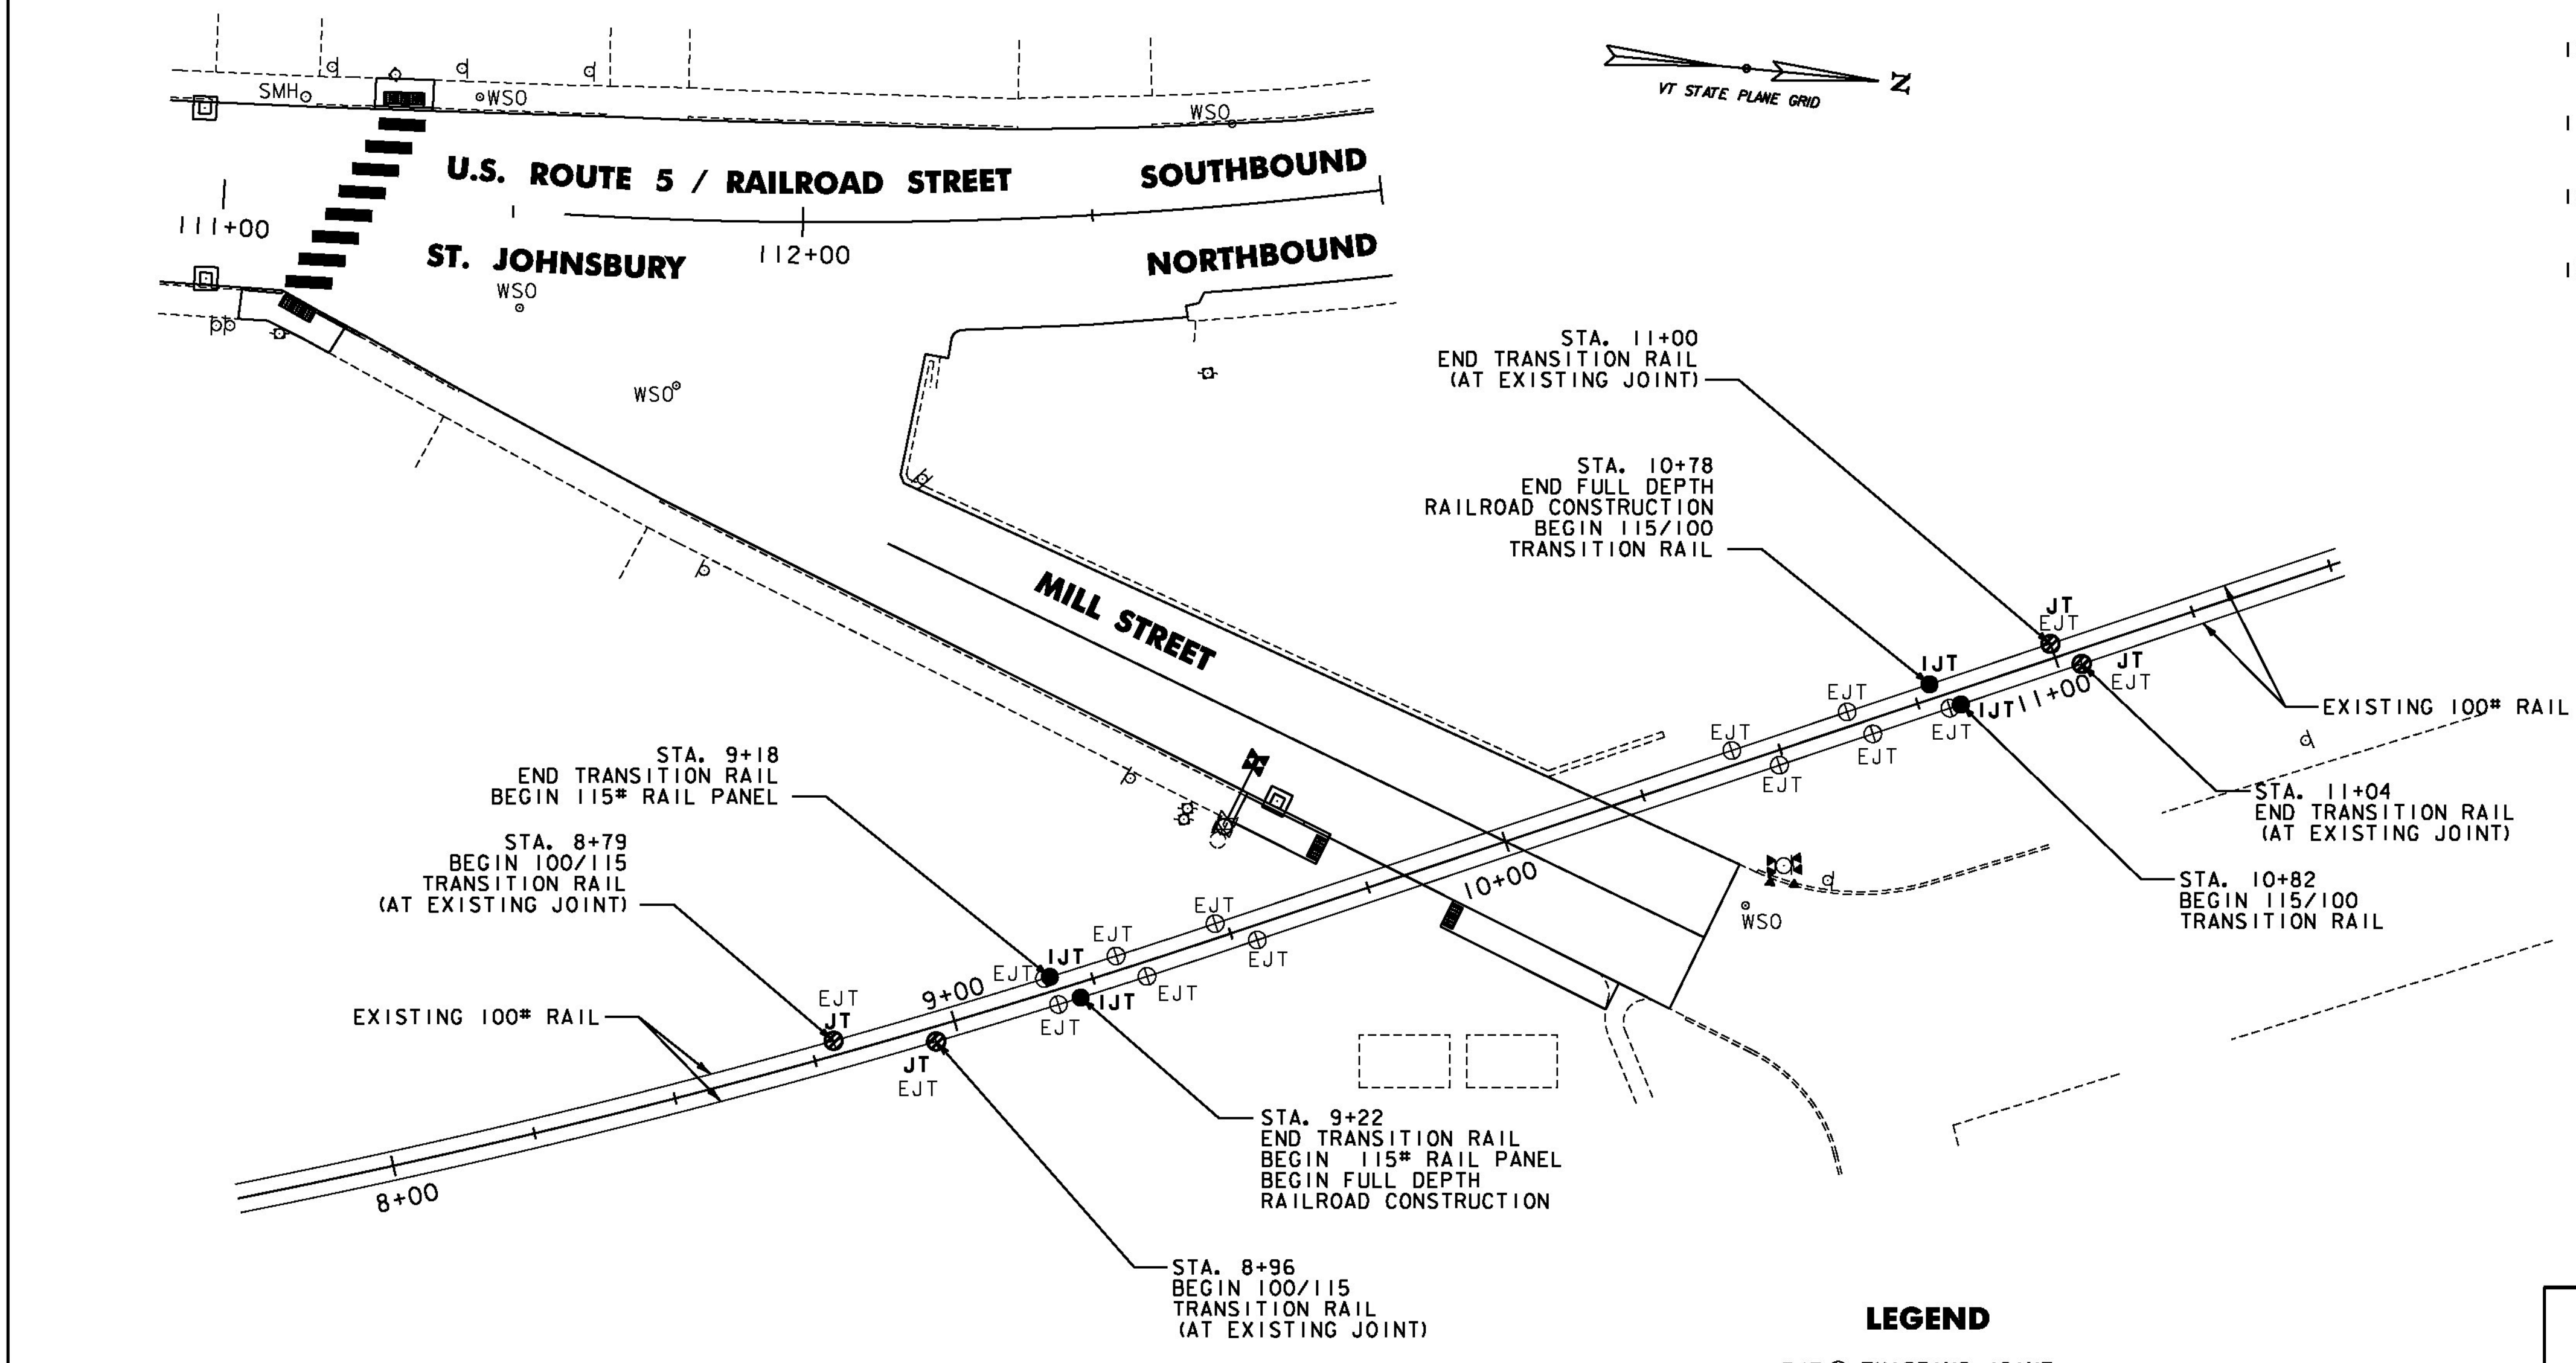 SMH
WSO
WSO
VT STATE PLANE GRID
N
U.S. ROUTE 5 / RAILROAD STREET
SOUTHBOUND
111+00
112+00
ST. JOHNSBURY
NORTHBOUND
WSO
WSO
STA. 11+00
END TRANSITION RAIL
(AT EXISTING JOINT)
STA. 10+78
END FULL DEPTH
RAILROAD CONSTRUCTION
BEGIN 115/100
TRANSITION RAIL
MILL STREET
JT
EJT
IJT
JT
EJT
11+00
EJT
IJT
EJT
EJT
EJT
EJT
EXISTING 100# RAIL
STA. 9+18
END TRANSITION RAIL
BEGIN 115# RAIL PANEL
STA. 11+04
END TRANSITION RAIL
(AT EXISTING JOINT)
STA. 8+79
BEGIN 100/115
TRANSITION RAIL
(AT EXISTING JOINT)
10+00
STA. 10+82
BEGIN 115/100
TRANSITION RAIL
WSO
EJT
EJT
IJT
EJT
EJT
EJT
9+00
IJT
EJT
EJT
JT
EXISTING 100# RAIL
JT
EJT
STA. 9+22
END TRANSITION RAIL
BEGIN 115# RAIL PANEL
BEGIN FULL DEPTH
RAILROAD CONSTRUCTION
8+00
STA. 8+96
BEGIN 100/115
TRANSITION RAIL
(AT EXISTING JOINT)
LEGEND